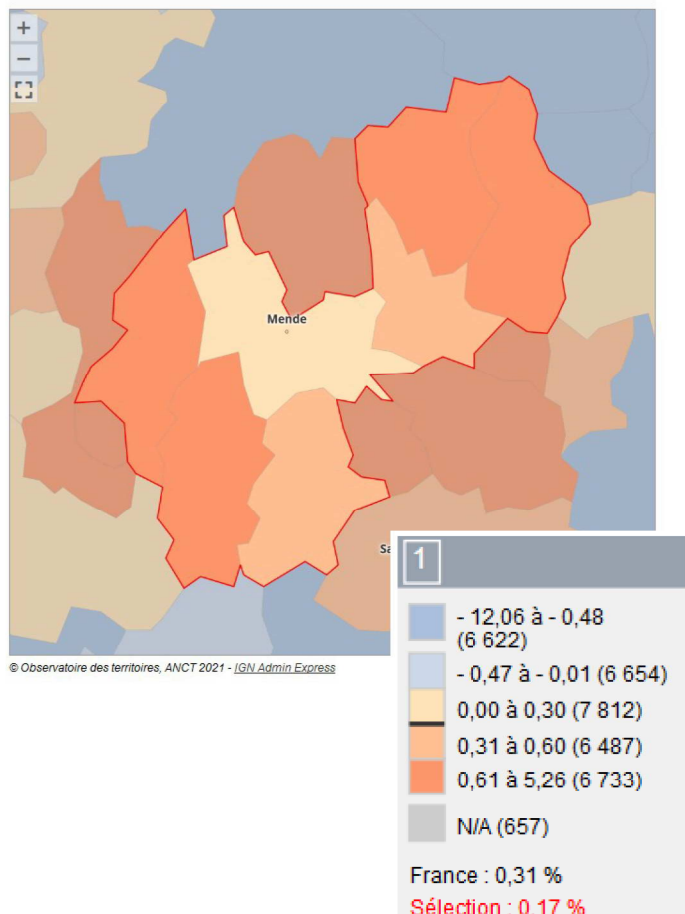 +
−
Mende
Sa
© Observatoire des territoires, ANCT 2021 - IGN Admin Express
1
- 12,06 à - 0,48
(6 622)
- 0,47 à - 0,01 (6 654)
0,00 à 0,30 (7 812)
0,31 à 0,60 (6 487)
0,61 à 5,26 (6 733)
N/A (657)
France : 0,31 %
Sélection : 0,17 %